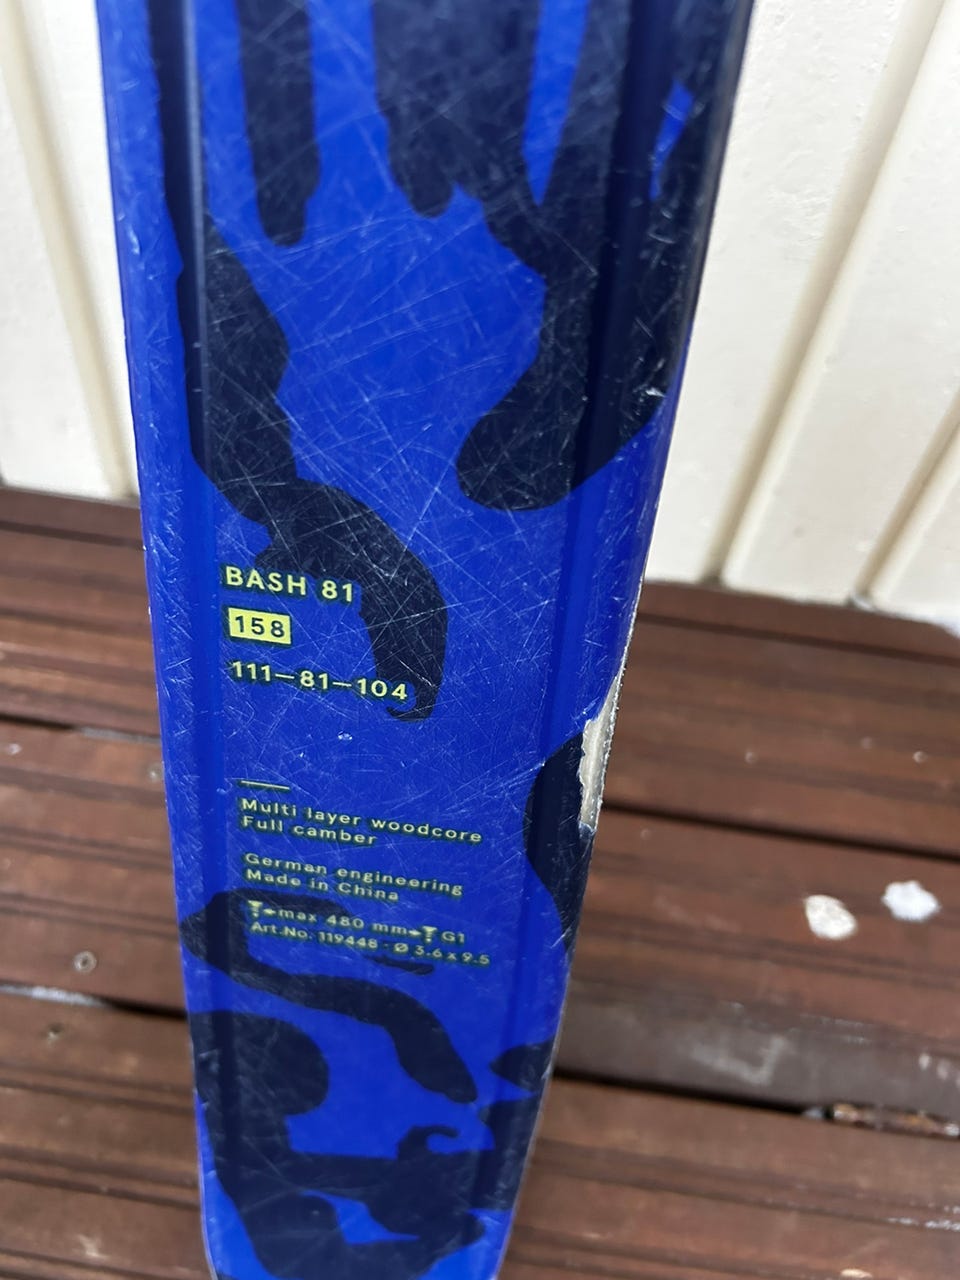 BASH 81
158
111—81—104
Multi layer woodcore
Full camber
German engineering
Made in China
max 480 mm G1
Art.No. 119448 - Ø 3.6 x 9.5